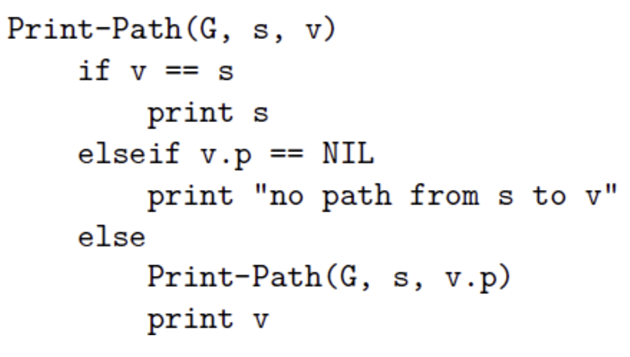 Print-Path(G, s, v)
    if v == s
        print s
    elseif v.p == NIL
        print "no path from s to v"
    else
        Print-Path(G, s, v.p)
        print v